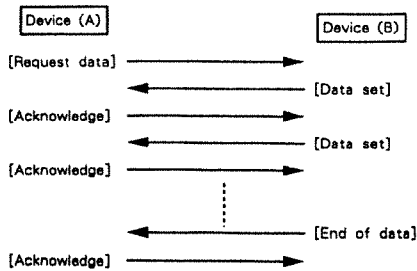 Device (A)
Device (B)
[Request data]
[Data set]
[Acknowledge]
[Data set]
[Acknowledge]
[End of data]
[Acknowledge]